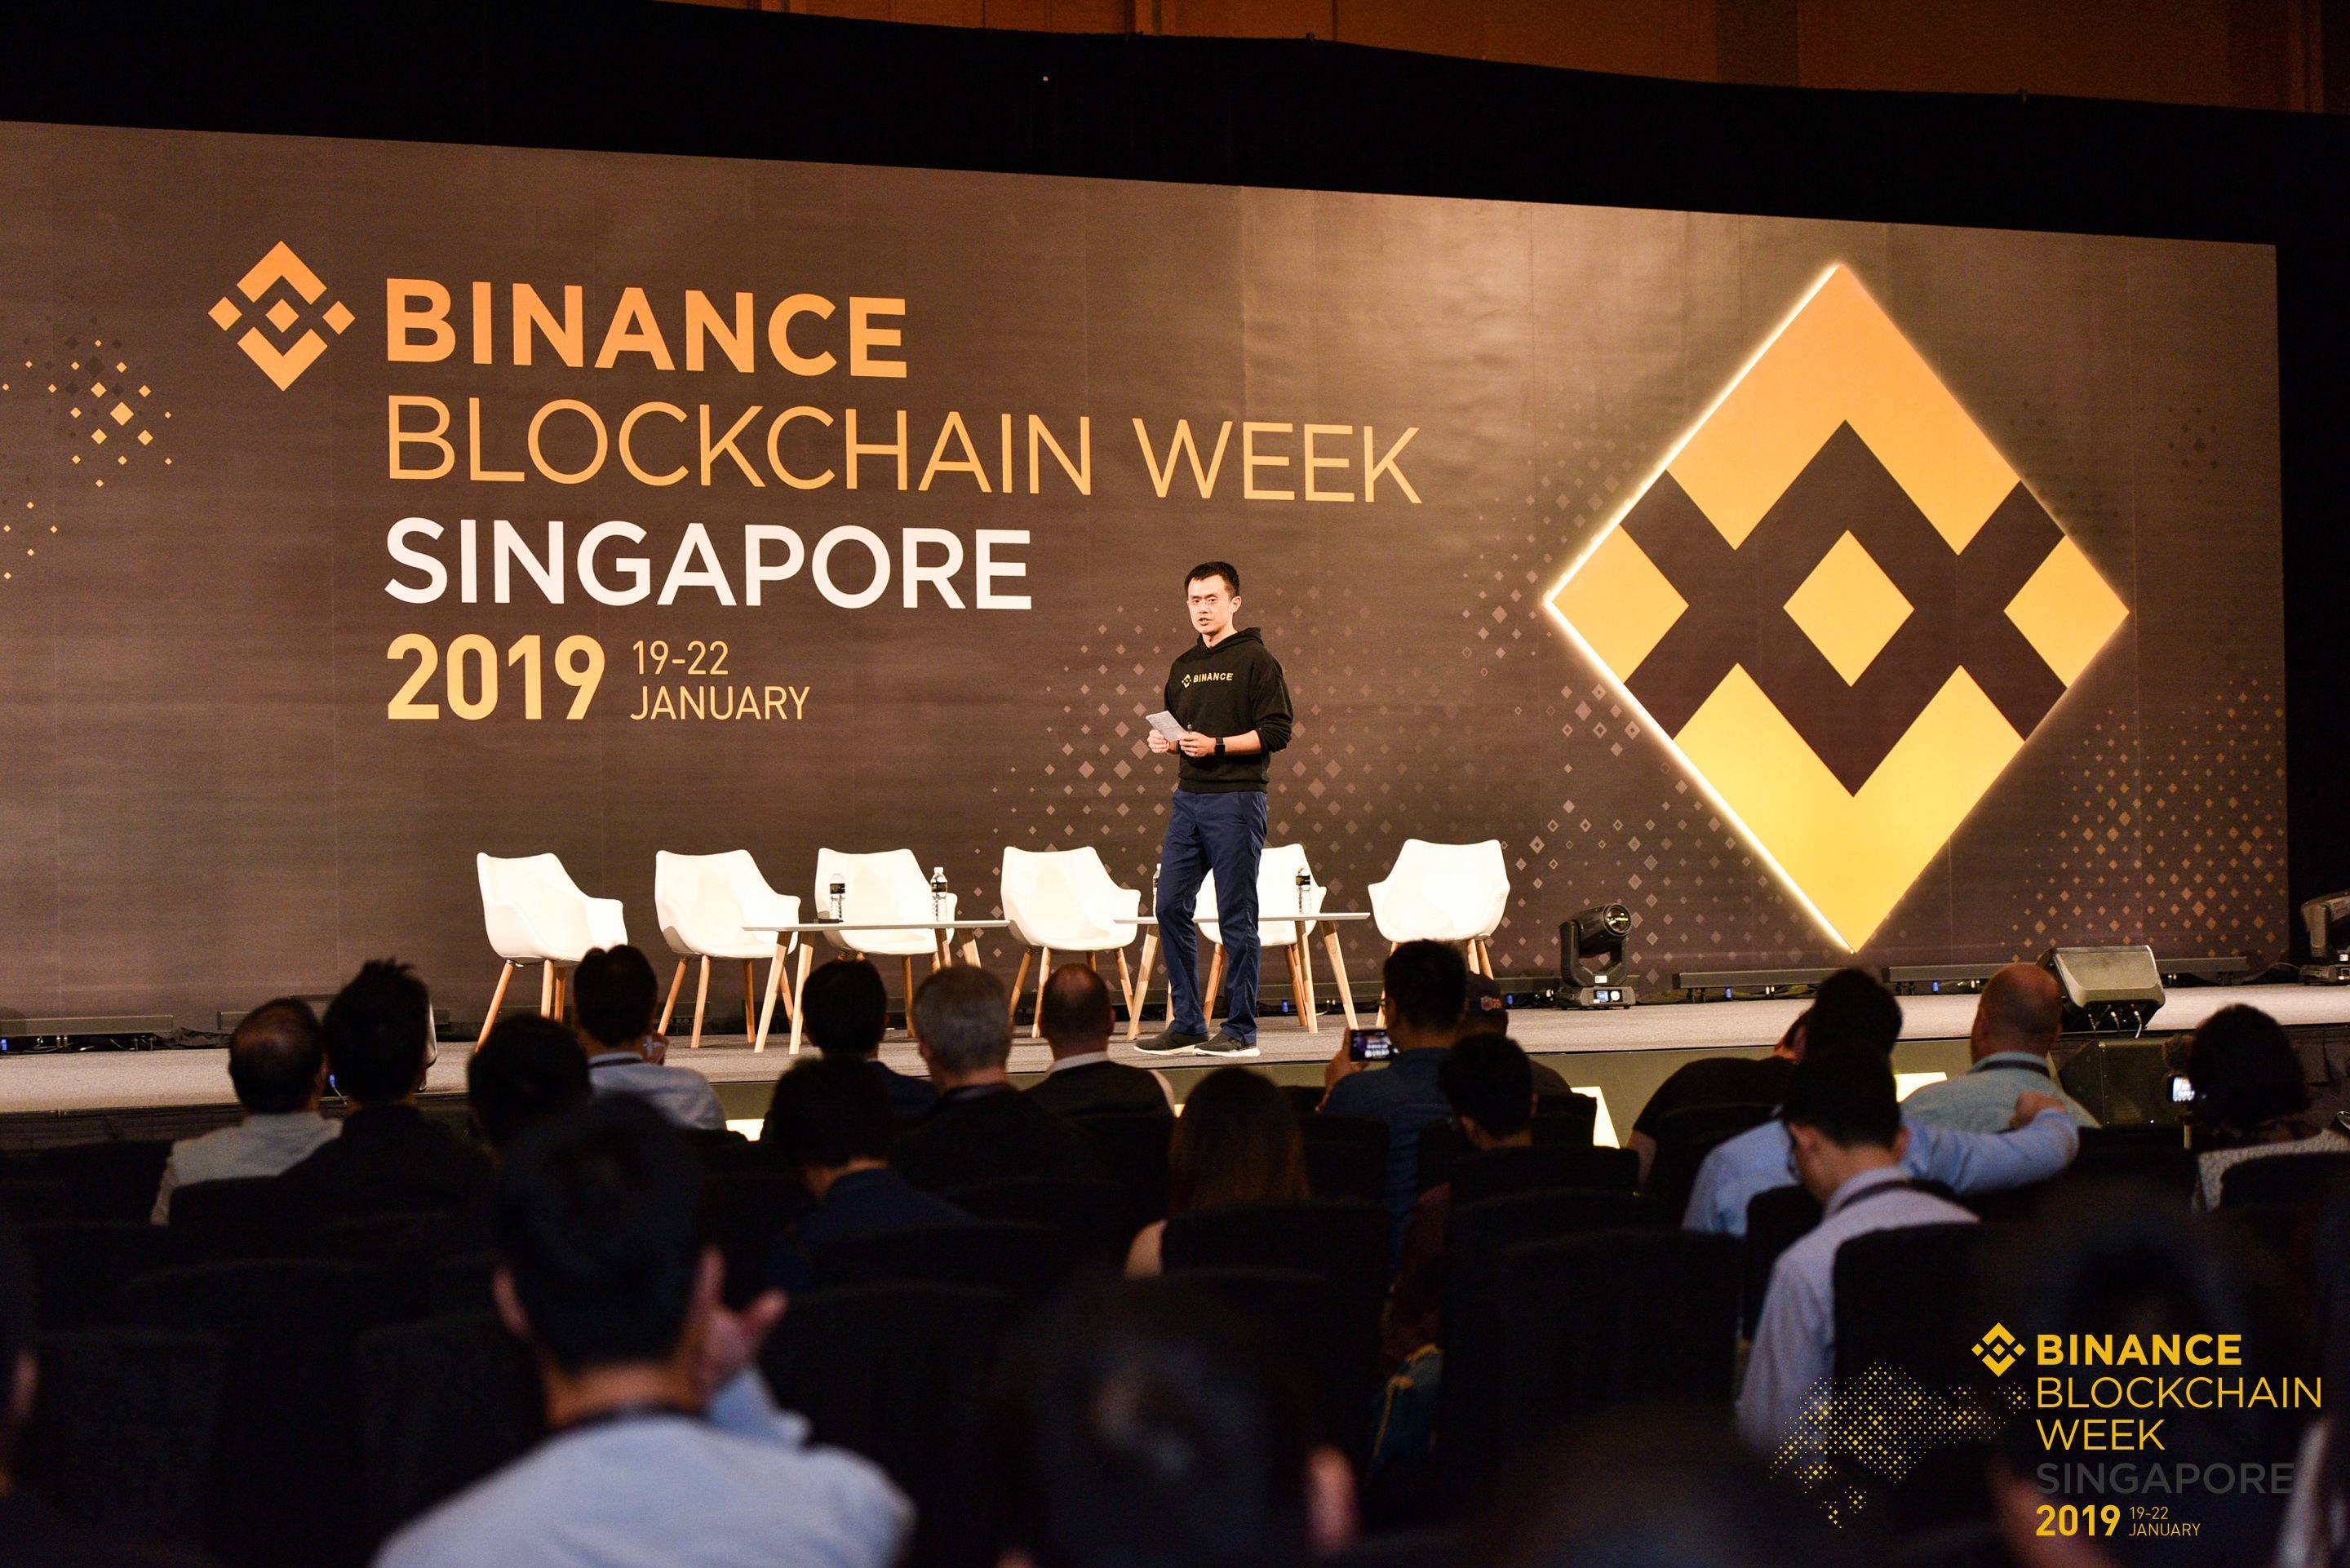 BINANCE
BLOCKCHAIN WEEK
SINGAPORE
2019 19-22
JANUARY
BINANCE
BINANCE
BLOCKCHAIN
WEEK
SINGAPORE
2019 19-22
JANUARY